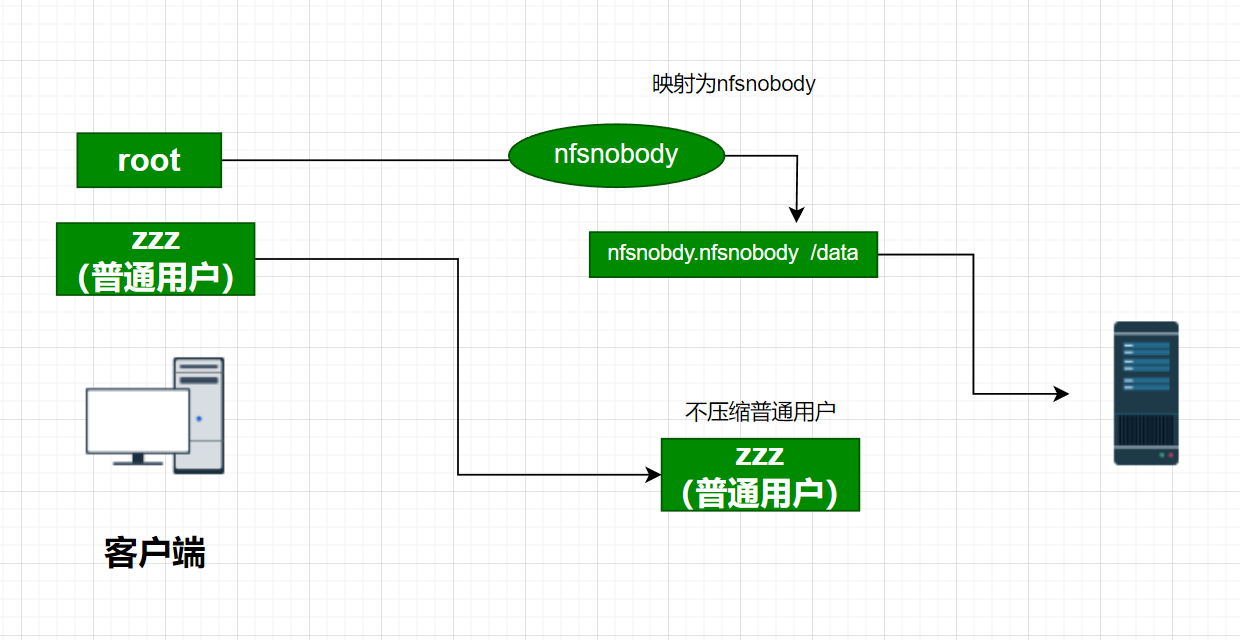 映射为nfsnobody
root
nfsnobody
zzz
（普通用户）
nfsnobdy.nfsnobody /data
不压缩普通用户
zzz
（普通用户）
客户端